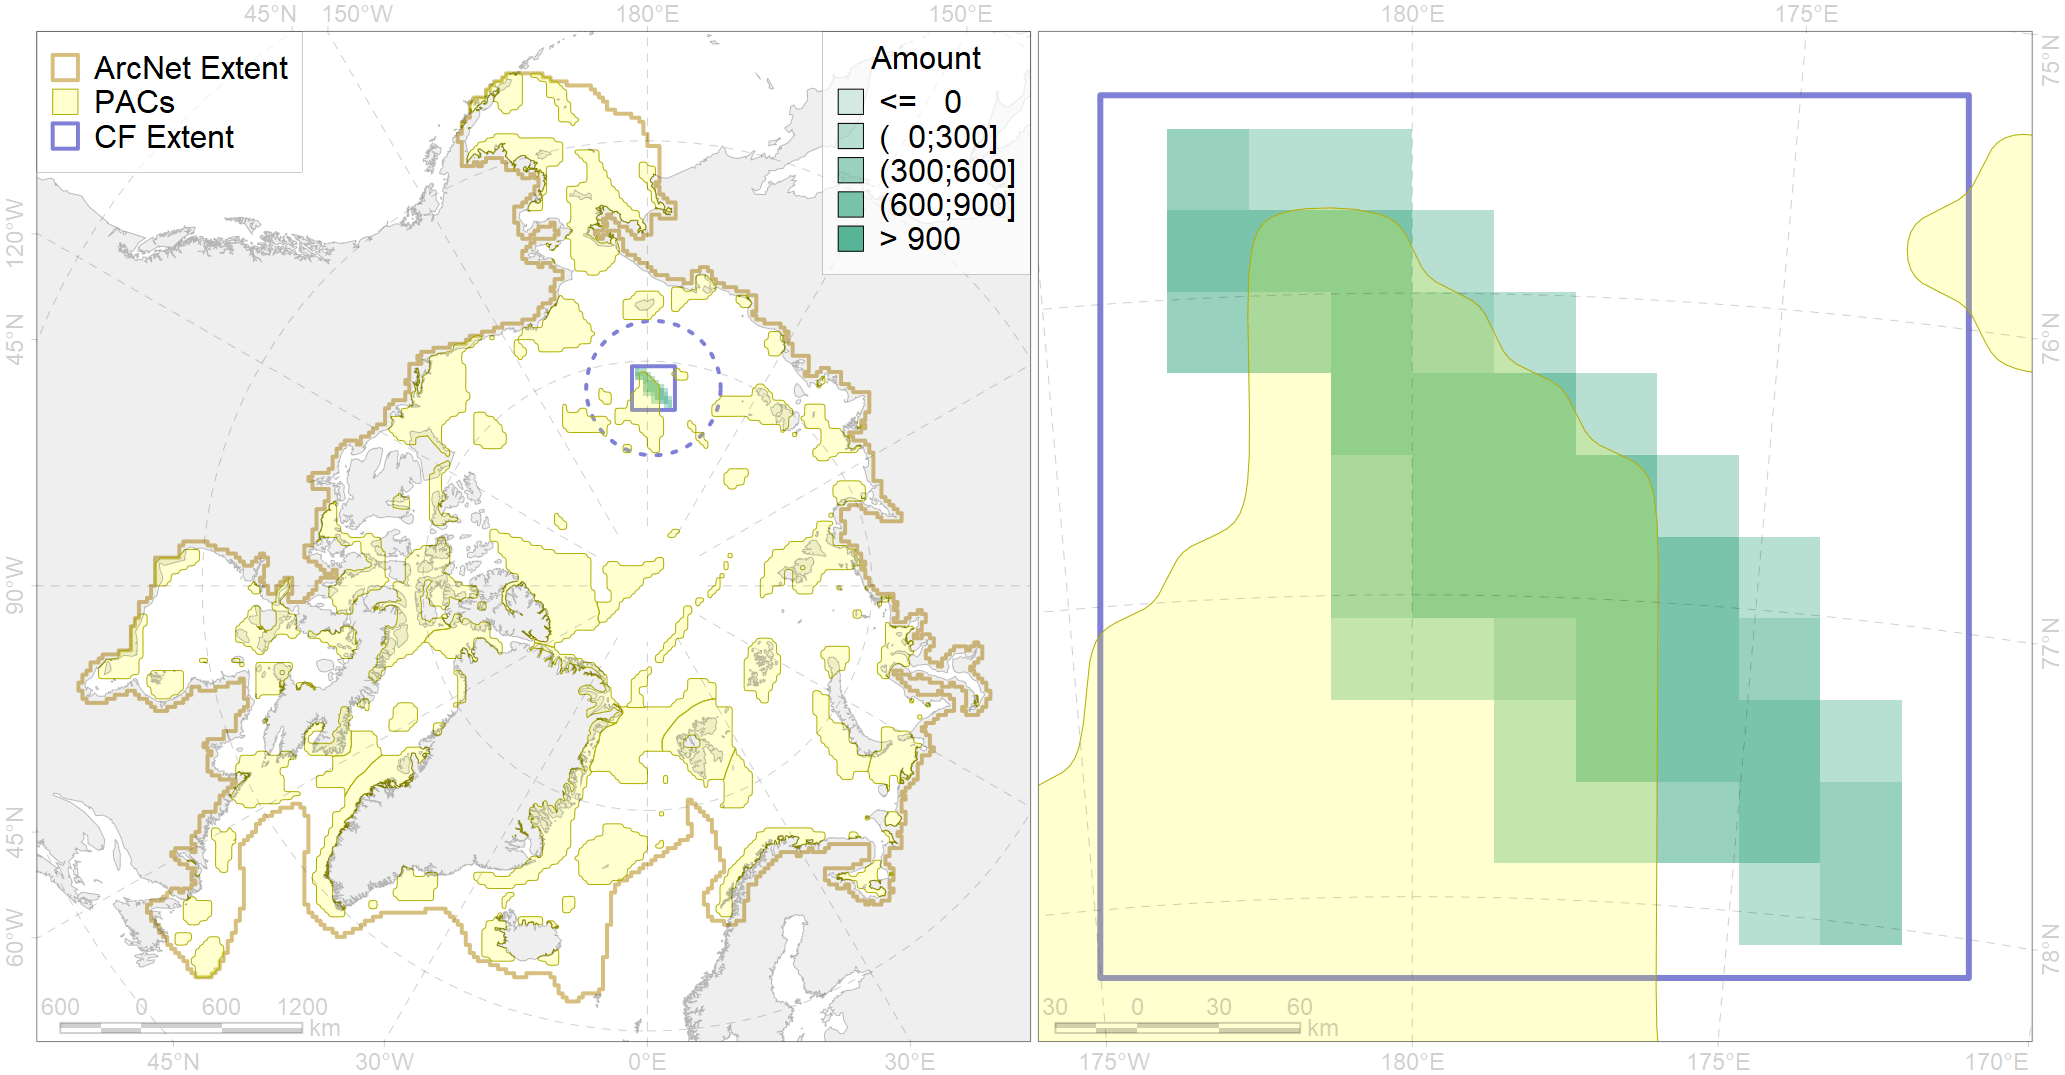 45°N 150°W 180°E 150°E 180°E 175°E
ArcNet Extent
PACs
CF Extent
Amount
<= 0
( 0;300]
(300;600]
(600;900]
> 900
120°W
45°N
90°W
45°N
60°W
75°N
76°N
77°N
78°N
600 0 600 1200
km
30 0 30 60
km
45°N 30°W 0°E 30°E 175°W 180°E 175°E 170°E